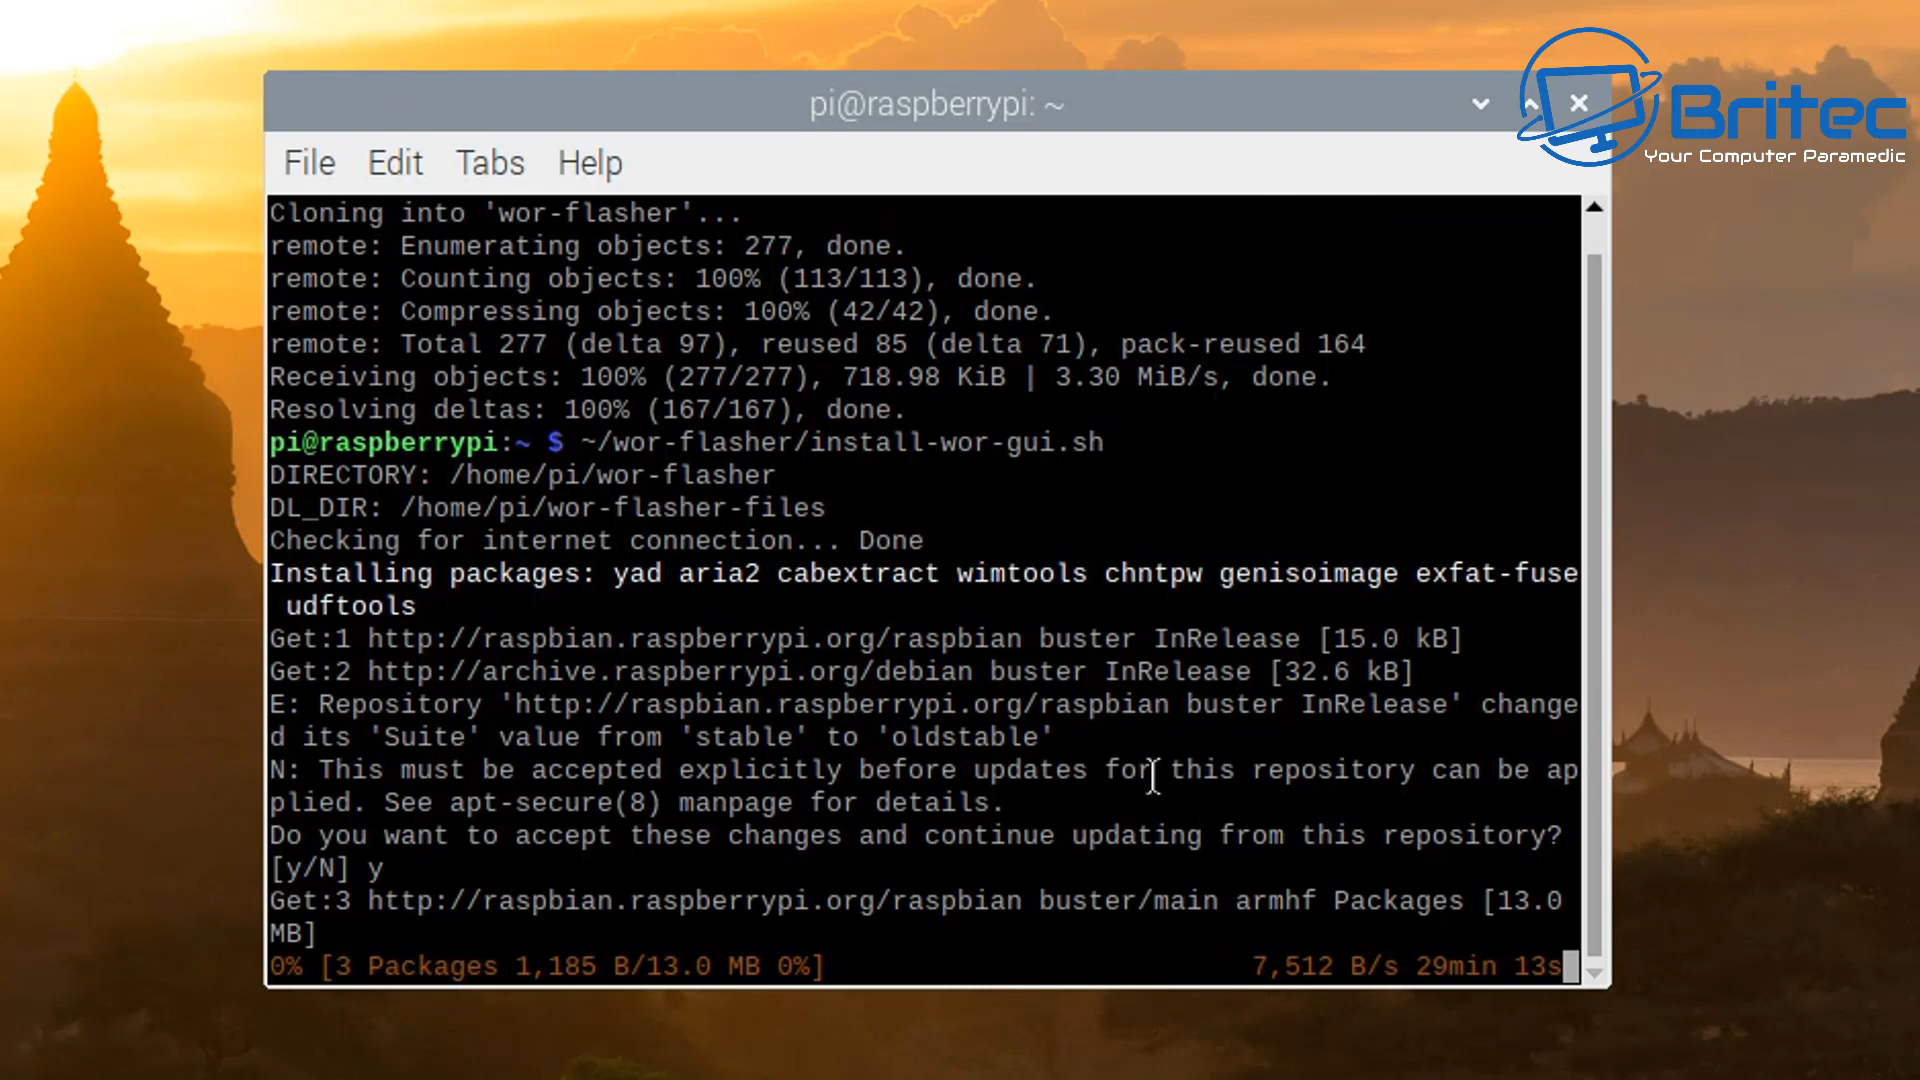 Britec
Your Computer Paramedic
pi@raspberrypi: ~
File Edit Tabs Help
Cloning into 'wor-flasher'...
remote: Enumerating objects: 277, done.
remote: Counting objects: 100% (113/113), done.
remote: Compressing objects: 100% (42/42), done.
remote: Total 277 (delta 97), reused 85 (delta 71), pack-reused 164
Receiving objects: 100% (277/277), 718.98 KiB | 3.30 MiB/s, done.
Resolving deltas: 100% (167/167), done.
pi@raspberrypi:~ $ ~/wor-flasher/install-wor-gui.sh
DIRECTORY: /home/pi/wor-flasher
DL_DIR: /home/pi/wor-flasher-files
Checking for internet connection... Done
Installing packages: yad aria2 cabextract wimtools chntpw genisoimage exfat-fuse
udftools
Get:1 http://raspbian.raspberrypi.org/raspbian buster InRelease [15.0 kB]
Get:2 http://archive.raspberrypi.org/debian buster InRelease [32.6 kB]
E: Repository 'http://raspbian.raspberrypi.org/raspbian buster InRelease' change
d its 'Suite' value from 'stable' to 'oldstable'
N: This must be accepted explicitly before updates for this repository can be ap
plied. See apt-secure(8) manpage for details.
Do you want to accept these changes and continue updating from this repository?
[y/N] y
Get:3 http://raspbian.raspberrypi.org/raspbian buster/main armhf Packages [13.0
MB]
0% [3 Packages 1,185 B/13.0 MB 0%] 7,512 B/s 29min 13s